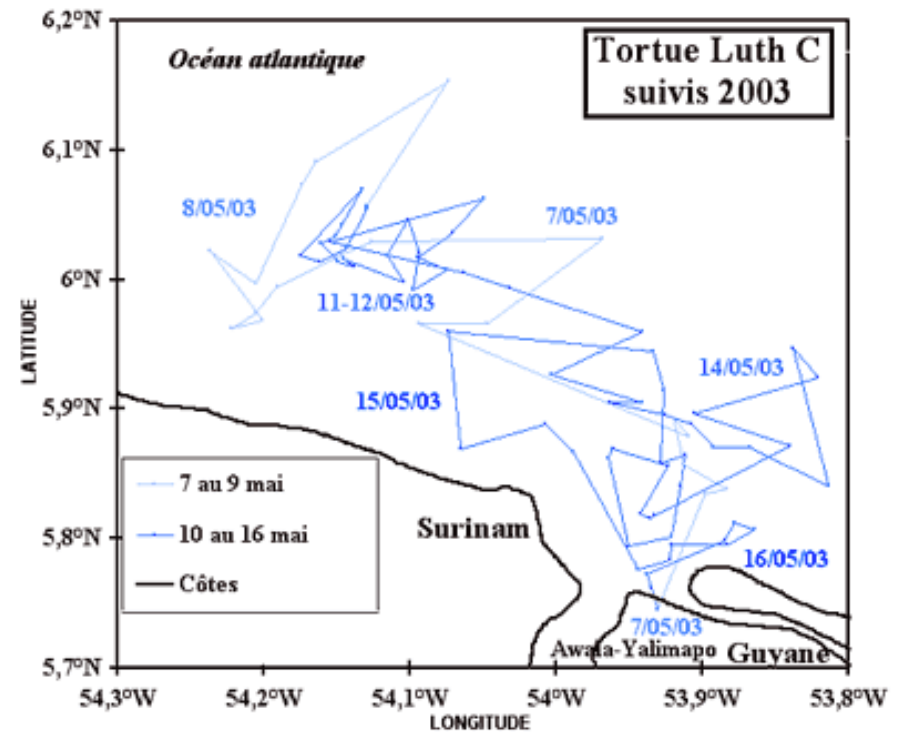 6,2°N
Océan atlantique
Tortue Luth C
suivis 2003
6,1°N
8/05/03
7/05/03
6°N
11-12/05/03
LATITUDE
14/05/03
15/05/03
5,9°N
7 au 9 mai
10 au 16 mai
Côtes
Surinam
5,8°N
16/05/03
7/05/03
Awala-Yalimapo
Guyane
5,7°N
54,3°W 54,2°W 54,1°W 54°W 53,9°W 53,8°W
LONGITUDE